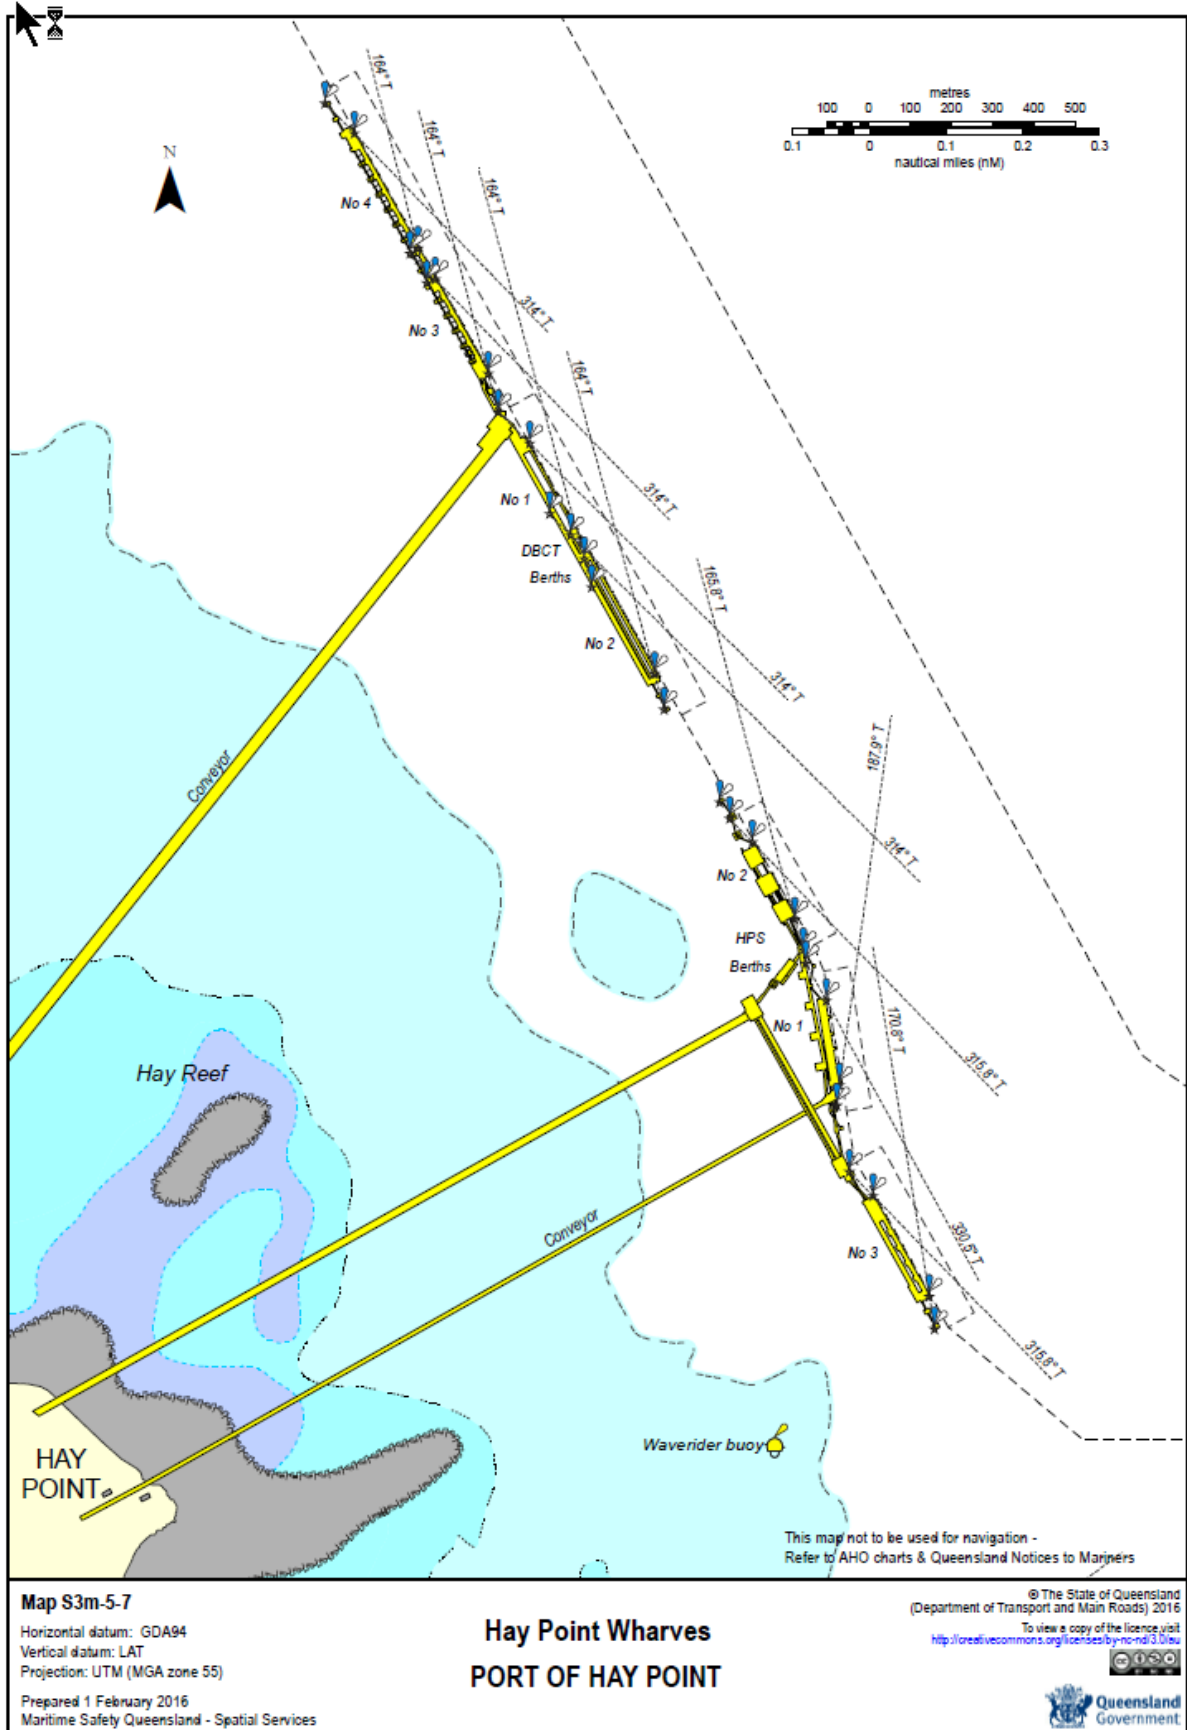 metres
100 0 100 200 300 400 500
0.1 0 0.1 0.2 0.3
nautical miles (nM)
N
164° T
164° T
164° T
No 4
314° T
No 3
164° T
No 1
314° T
DBCT
Berths
165.8° T
No 2
314° T
187.9° T
Conveyor
314° T
No 2
HPS
Berths
No 1
170.8° T
315.8° T
Hay Reef
Conveyor
330.5° T
No 3
315.8° T
Waverider buoy
HAY
POINT
This map not to be used for navigation -
Refer to AHO charts & Queensland Notices to Mariners
Map S3m-5-7
Horizontal datum: GDA94
Vertical datum: LAT
Projection: UTM (MGA zone 55)
Prepared 1 February 2016
Maritime Safety Queensland - Spatial Services
Hay Point Wharves
PORT OF HAY POINT
© The State of Queensland
(Department of Transport and Main Roads) 2016
To view a copy of the licence,visit
http://creativecommons.org/licenses/by-nc-nd/3.0/au
Queensland
Government